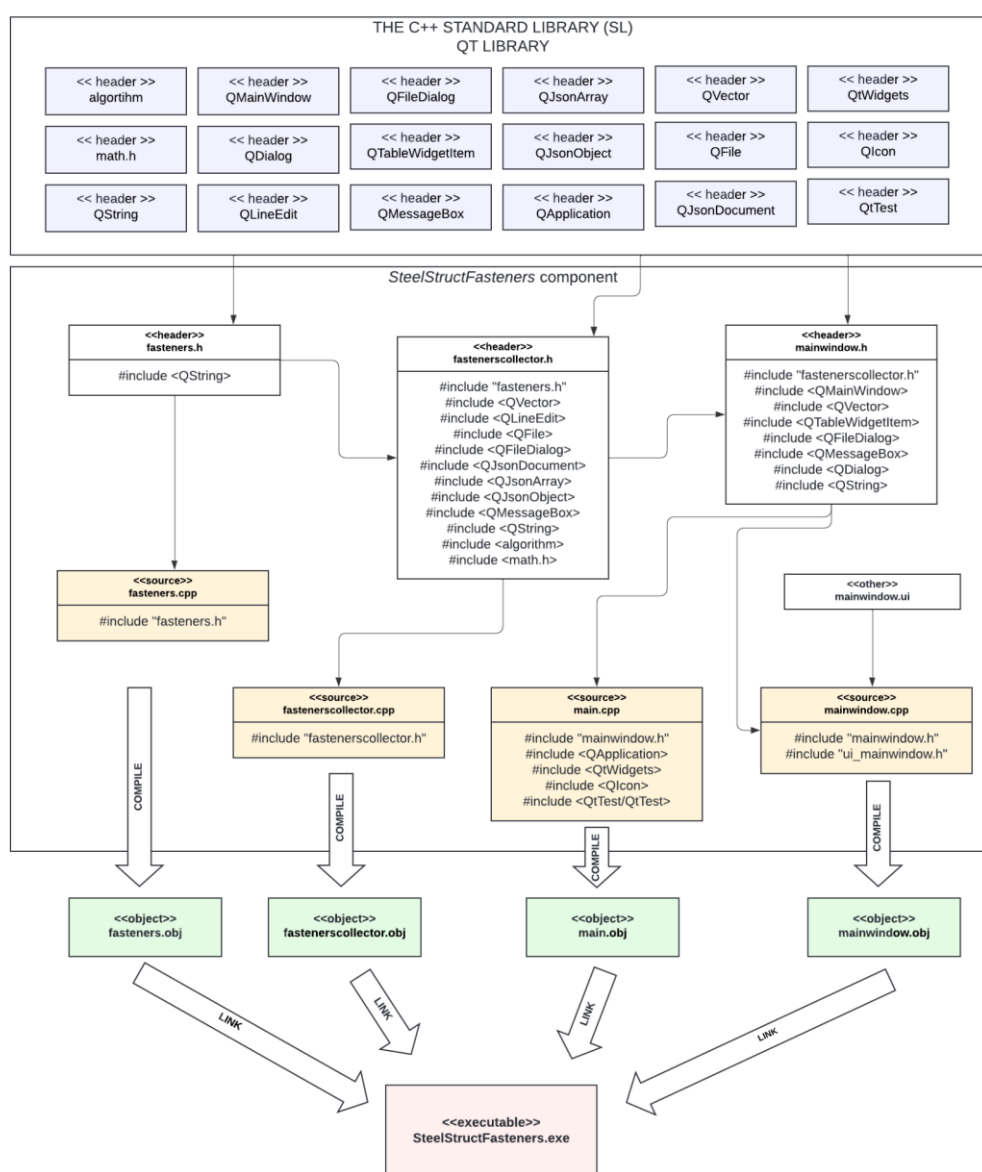 THE C++ STANDARD LIBRARY (SL)
QT LIBRARY
<< header >>
algortihm
<< header >>
QMainWindow
<< header >>
QFileDialog
<< header >>
QJsonArray
<< header >>
QVector
<< header >>
QtWidgets
<< header >>
math.h
<< header >>
QDialog
<< header >>
QTableWidgetItem
<< header >>
QJsonObject
<< header >>
QFile
<< header >>
QIcon
<< header >>
QString
<< header >>
QLineEdit
<< header >>
QMessageBox
<< header >>
QApplication
<< header >>
QJsonDocument
<< header >>
QtTest
SteelStructFasteners component
<<header>>
fasteners.h
#include <QString>
<<header>>
fastenerscollector.h
#include "fasteners.h"
#include <QVector>
#include <QLineEdit>
#include <QFile>
#include <QFileDialog>
#include <QJsonDocument>
#include <QJsonArray>
#include <QJsonObject>
#include <QMessageBox>
#include <QString>
#include <algorithm>
#include <math.h>
<<header>>
mainwindow.h
#include "fastenerscollector.h"
#include <QMainWindow>
#include <QVector>
#include <QTableWidgetItem>
#include <QFileDialog>
#include <QMessageBox>
#include <QDialog>
#include <QString>
<<source>>
fasteners.cpp
#include "fasteners.h"
<<other>>
mainwindow.ui
<<source>>
fastenerscollector.cpp
#include "fastenerscollector.h"
<<source>>
main.cpp
#include "mainwindow.h"
#include <QApplication>
#include <QtWidgets>
#include <QIcon>
#include <QtTest/QtTest>
<<source>>
mainwindow.cpp
#include "mainwindow.h"
#include "ui_mainwindow.h"
COMPILE
COMPILE
COMPILE
COMPILE
<<object>>
fasteners.obj
<<object>>
fastenerscollector.obj
<<object>>
main.obj
<<object>>
mainwindow.obj
LINK
LINK
LINK
LINK
<<executable>>
SteelStructFasteners.exe